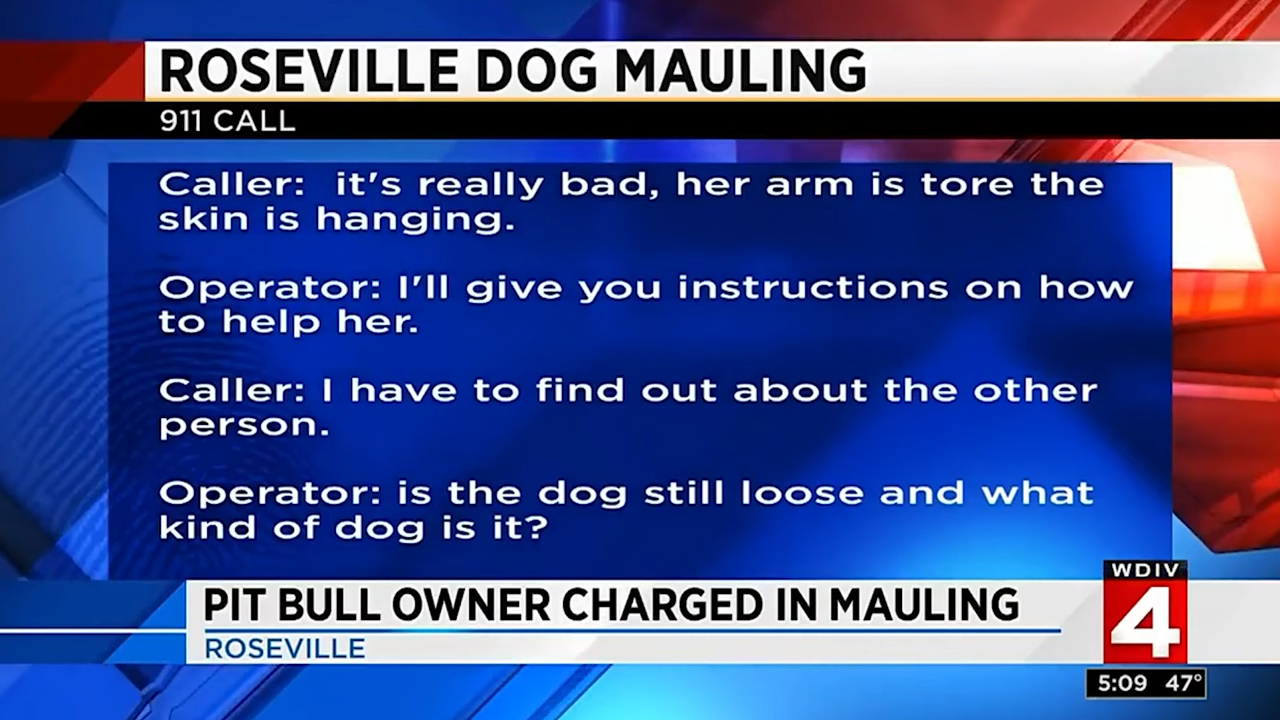 ROSEVILLE DOG MAULING
911 CALL
Caller:  it's really bad, her arm is tore the
skin is hanging.
Operator: I'll give you instructions on how
to help her.
Caller: I have to find out about the other
person.
Operator: is the dog still loose and what
kind of dog is it?
PIT BULL OWNER CHARGED IN MAULING
ROSEVILLE
WDIV
4
5:09 47°